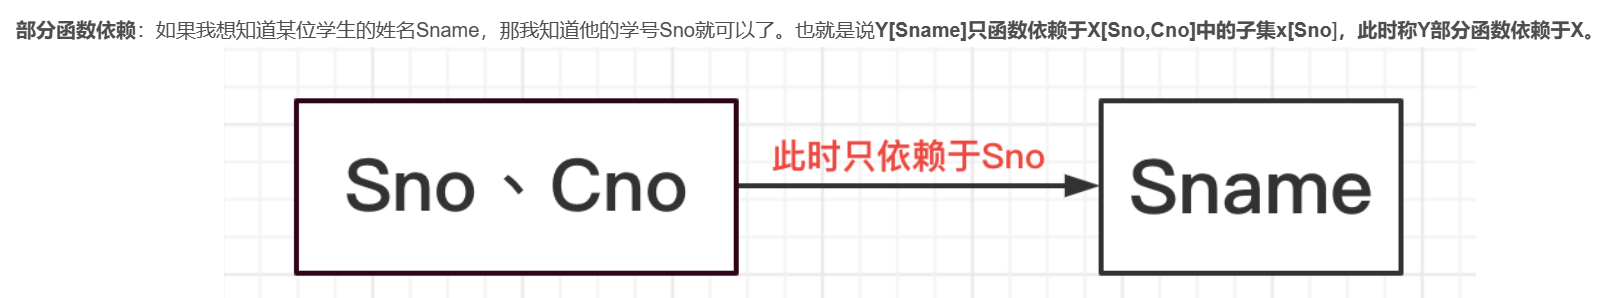 部分函数依赖：如果我想知道某位学生的姓名Sname，那我知道他的学号Sno就可以了。也就是说Y[Sname]只函数依赖于X[Sno,Cno]中的子集x[Sno]，此时称Y部分函数依赖于X。
此时只依赖于Sno
Sno、Cno
Sname